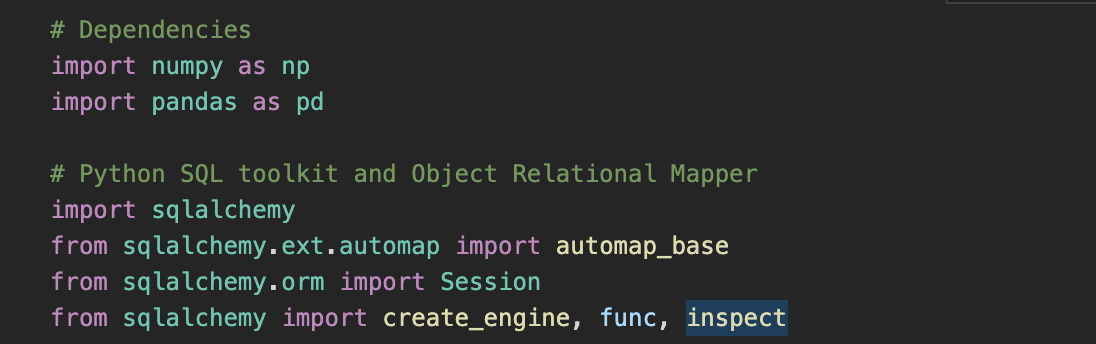 # Dependencies
import numpy as np
import pandas as pd
# Python SQL toolkit and Object Relational Mapper
import sqlalchemy
from sqlalchemy.ext.automap import automap_base
from sqlalchemy.orm import Session
from sqlalchemy import create_engine, func, inspect